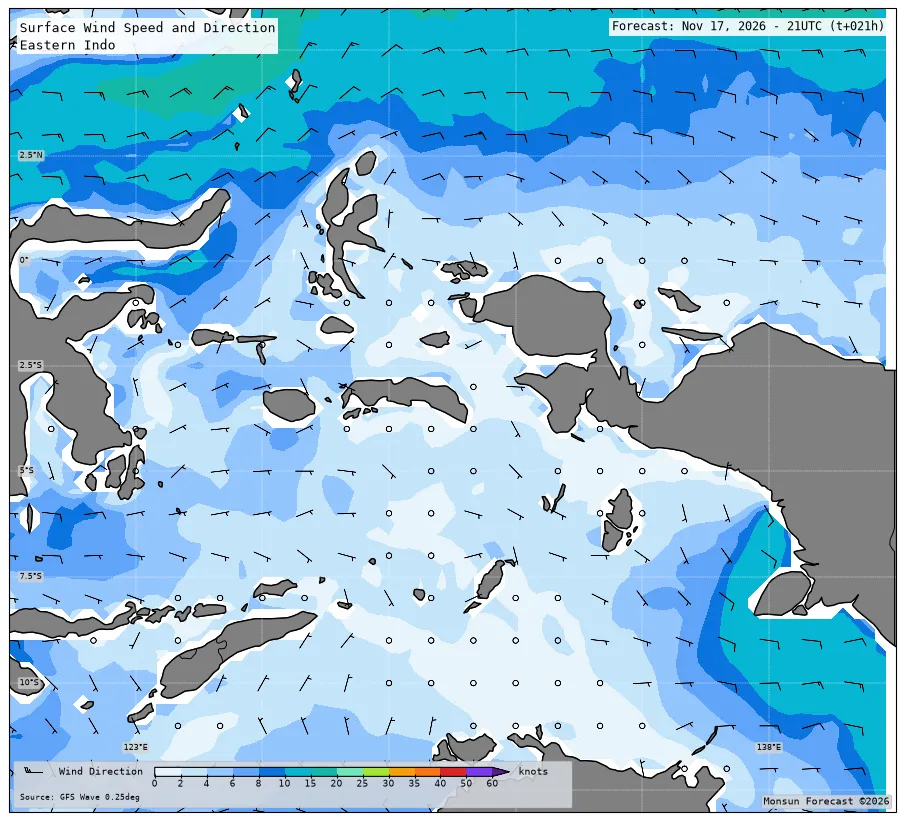 Surface Wind Speed and Direction
Eastern Indo
Forecast: Nov 17, 2026 - 21UTC (t+021h)
2.5°N
0°
2.5°S
5°S
7.5°S
10°S
123°E
138°E
Wind Direction
0 2 4 6 8 10 15 20 25 30 35 40 50 60
knots
Source: GFS Wave 0.25deg
Monsun Forecast ©2026